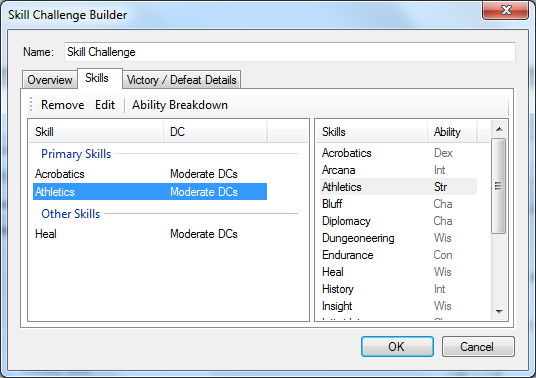 Skill Challenge Builder
Name: Skill Challenge
Overview Skills Victory / Defeat Details
Remove Edit Ability Breakdown
Skill DC
Primary Skills
Acrobatics Moderate DCs
Athletics Moderate DCs
Other Skills
Heal Moderate DCs
Skills Ability
Acrobatics Dex
Arcana Int
Athletics Str
Bluff Cha
Diplomacy Cha
Dungeoneering Wis
Endurance Con
Heal Wis
History Int
Insight Wis
OK Cancel